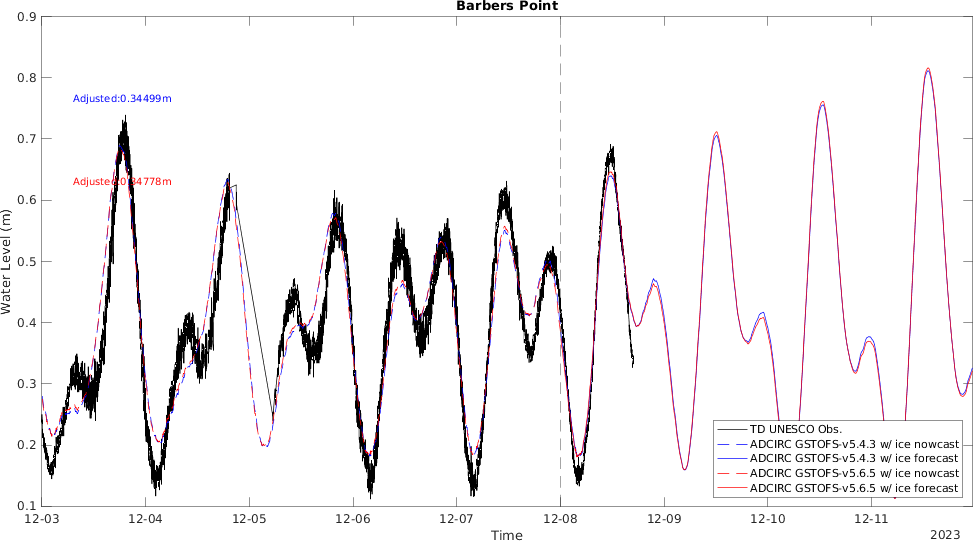 Barbers Point
0.9
0.8
0.7
0.6
0.5
0.4
0.3
0.2
0.1
Water Level (m)
Adjusted:0.34499m
Adjusted:0.34778m
TD UNESCO Obs.
ADCIRC GSTOFS-v5.4.3 w/ ice nowcast
ADCIRC GSTOFS-v5.4.3 w/ ice forecast
ADCIRC GSTOFS-v5.6.5 w/ ice nowcast
ADCIRC GSTOFS-v5.6.5 w/ ice forecast
12-03 12-04 12-05 12-06 12-07 12-08 12-09 12-10 12-11
Time
2023